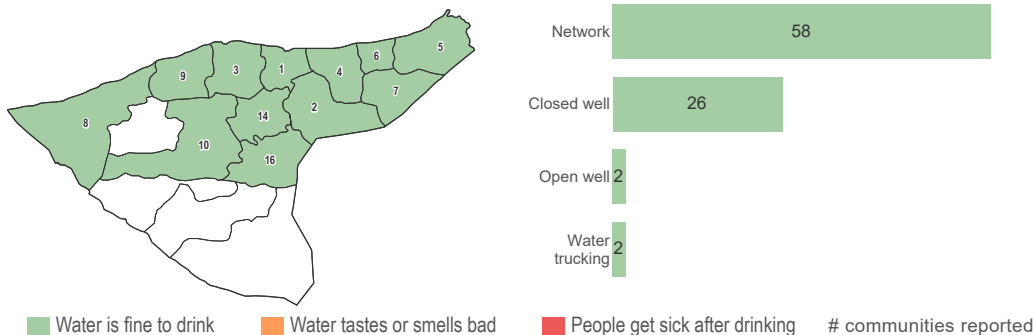 5
6
1
3
4
9
7
2
8
14
10
16
Network
58
Closed well
26
Open well
2
Water
trucking
2
Water is fine to drink
Water tastes or smells bad
People get sick after drinking
# communities reported